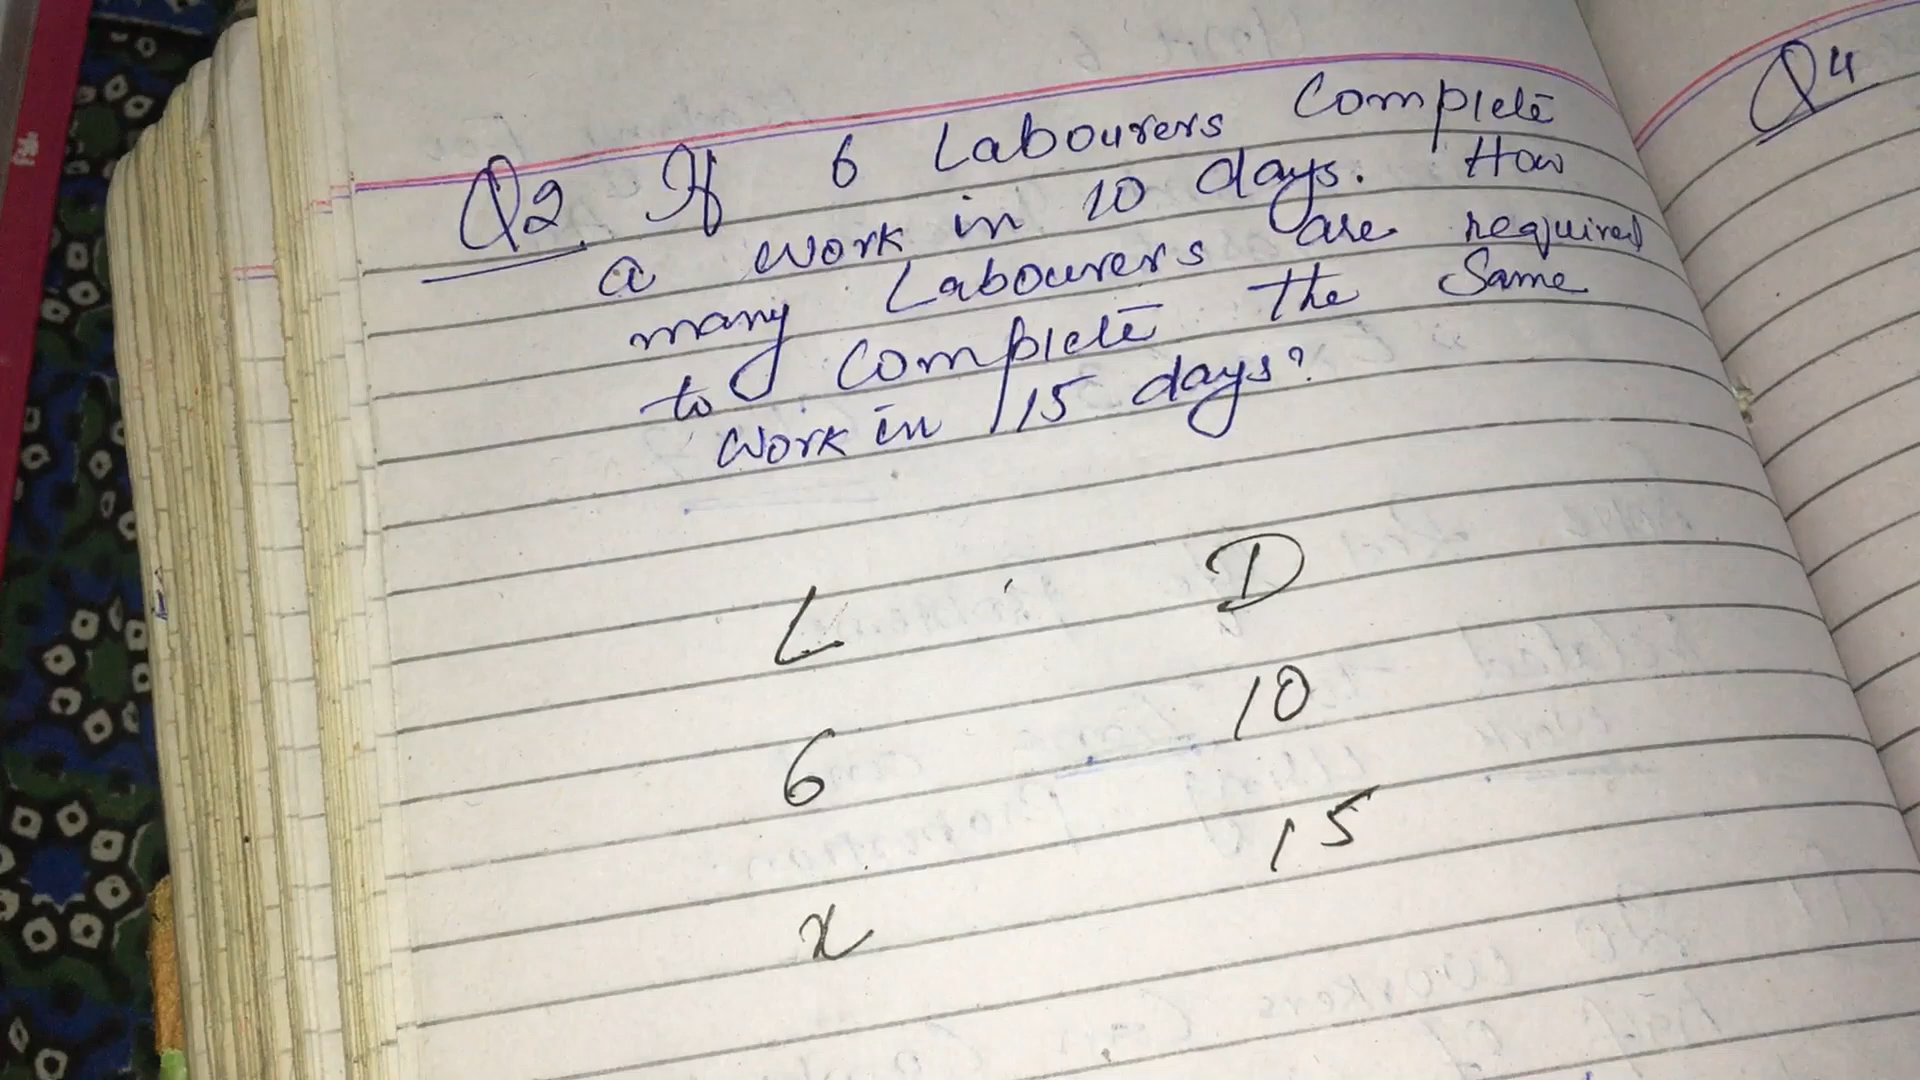 Q2. If 6 Labourers Complete
a work in 10 days. How
many Labourers are required
to Complete the Same
work in 15 days?
L D
6 10
x 15
Q4